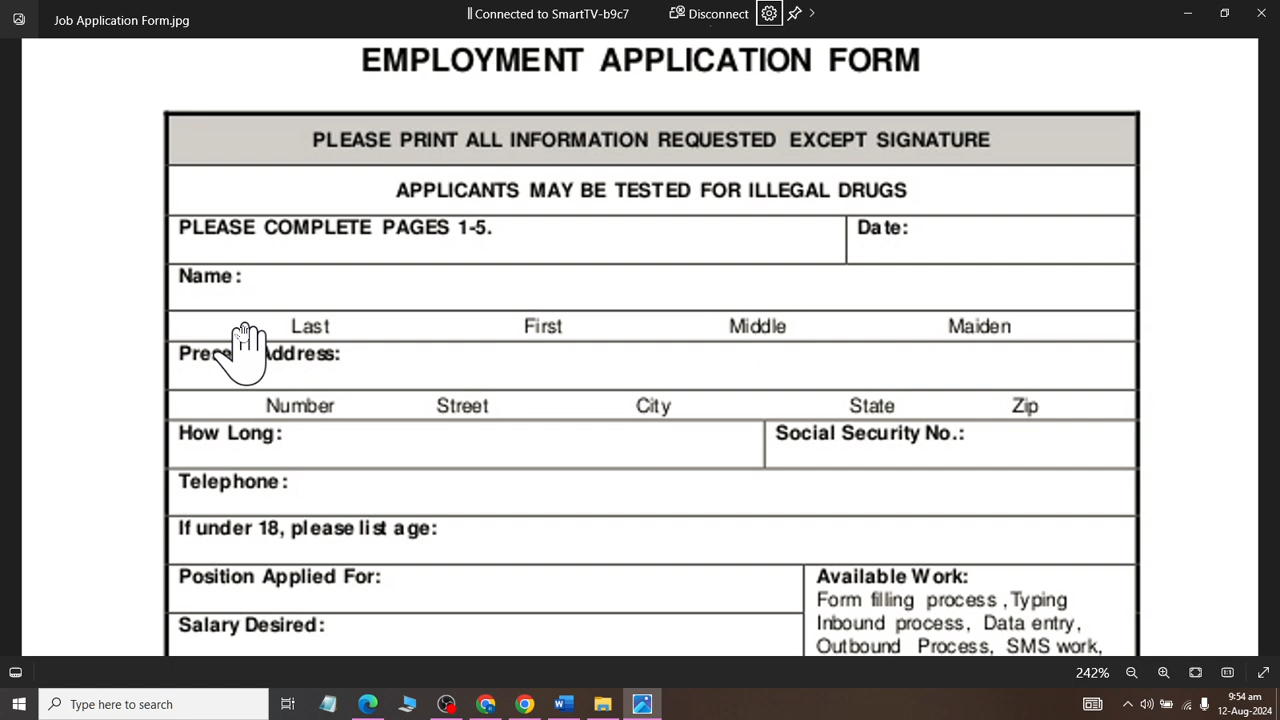 Job Application Form.jpg
Connected to SmartTV-b9c7
Disconnect
EMPLOYMENT APPLICATION FORM
PLEASE PRINT ALL INFORMATION REQUESTED EXCEPT SIGNATURE
APPLICANTS MAY BE TESTED FOR ILLEGAL DRUGS
PLEASE COMPLETE PAGES 1-5.
Date:
Name:
Last First Middle Maiden
Address:
Number Street City State Zip
How Long:
Social Security No.:
Telephone:
If under 18, please list age:
Position Applied For:
Available Work:
Form filling process ,Typing
Salary Desired:
Inbound process, Data entry,
Outbound Process, SMS work,
242%
Type here to search
9:54 am
12-Aug-2024